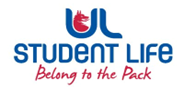 UL
STUDENT LIFE
Belong to the Pack